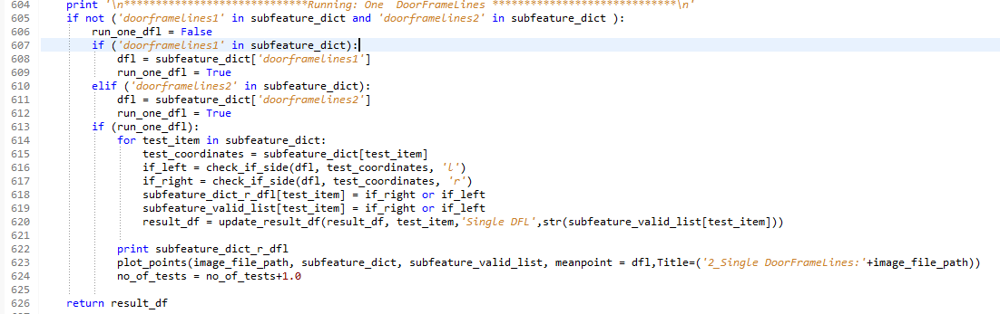 604 print '\n*****************************Running: One  DoorFrameLines *****************************\n'
605 if not ('doorframelines1' in subfeature_dict and 'doorframelines2' in subfeature_dict ):
606 run_one_dfl = False
607 if ('doorframelines1' in subfeature_dict):
608 dfl = subfeature_dict['doorframelines1']
609 run_one_dfl = True
610 elif ('doorframelines2' in subfeature_dict):
611 dfl = subfeature_dict['doorframelines2']
612 run_one_dfl = True
613 if (run_one_dfl):
614 for test_item in subfeature_dict:
615 test_coordinates = subfeature_dict[test_item]
616 if_left = check_if_side(dfl, test_coordinates, 'l')
617 if_right = check_if_side(dfl, test_coordinates, 'r')
618 subfeature_dict_r_dfl[test_item] = if_right or if_left
619 subfeature_valid_list[test_item] = if_right or if_left
620 result_df = update_result_df(result_df, test_item,'Single DFL',str(subfeature_valid_list[test_item]))
621
622 print subfeature_dict_r_dfl
623 plot_points(image_file_path, subfeature_dict, subfeature_valid_list, meanpoint = dfl,Title=('2_Single DoorFrameLines:'+image_file_path))
624 no_of_tests = no_of_tests+1.0
625
626 return result_df